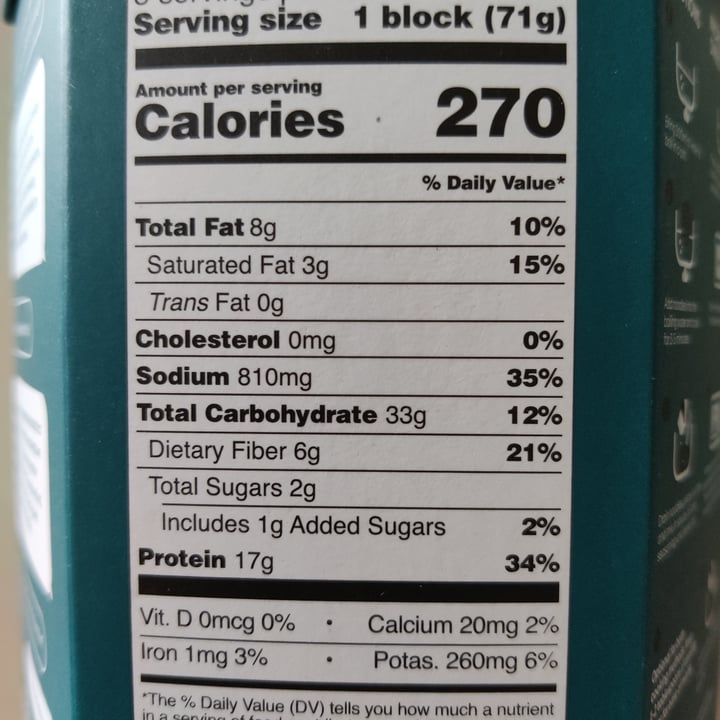 Serving size 1 block (71g)
Amount per serving
Calories 270
% Daily Value*
Total Fat 8g 10%
Saturated Fat 3g 15%
Trans Fat 0g
Cholesterol 0mg 0%
Sodium 810mg 35%
Total Carbohydrate 33g 12%
Dietary Fiber 6g 21%
Total Sugars 2g
Includes 1g Added Sugars 2%
Protein 17g 34%
Vit. D 0mcg 0% • Calcium 20mg 2%
Iron 1mg 3% • Potas. 260mg 6%
*The % Daily Value (DV) tells you how much a nutrient
in a serving of